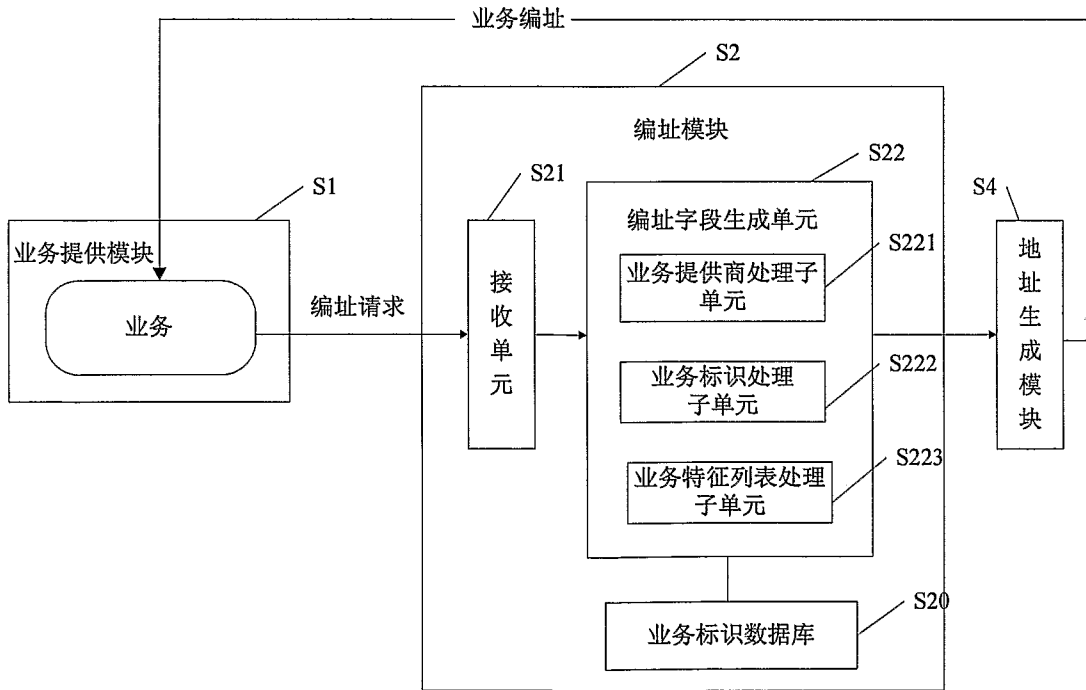 业务编址
S2
编址模块
S1
S21
S22
S4
业务提供模块
业务
编址请求
接收单元
编址字段生成单元
S221
业务提供商处理子
单元
S222
业务标识处理
子单元
S223
业务特征列表处理
子单元
地址生成模块
S20
业务标识数据库